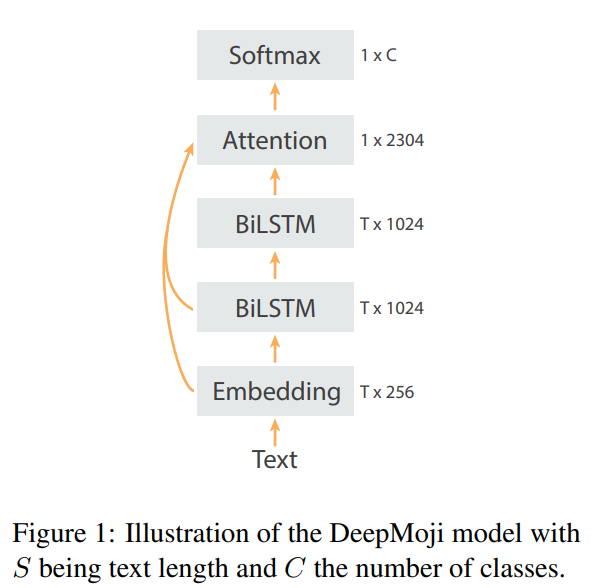 Softmax 1 x C
Attention 1 x 2304
BiLSTM T x 1024
BiLSTM T x 1024
Embedding T x 256
Text
Figure 1: Illustration of the DeepMoji model with
S being text length and C the number of classes.